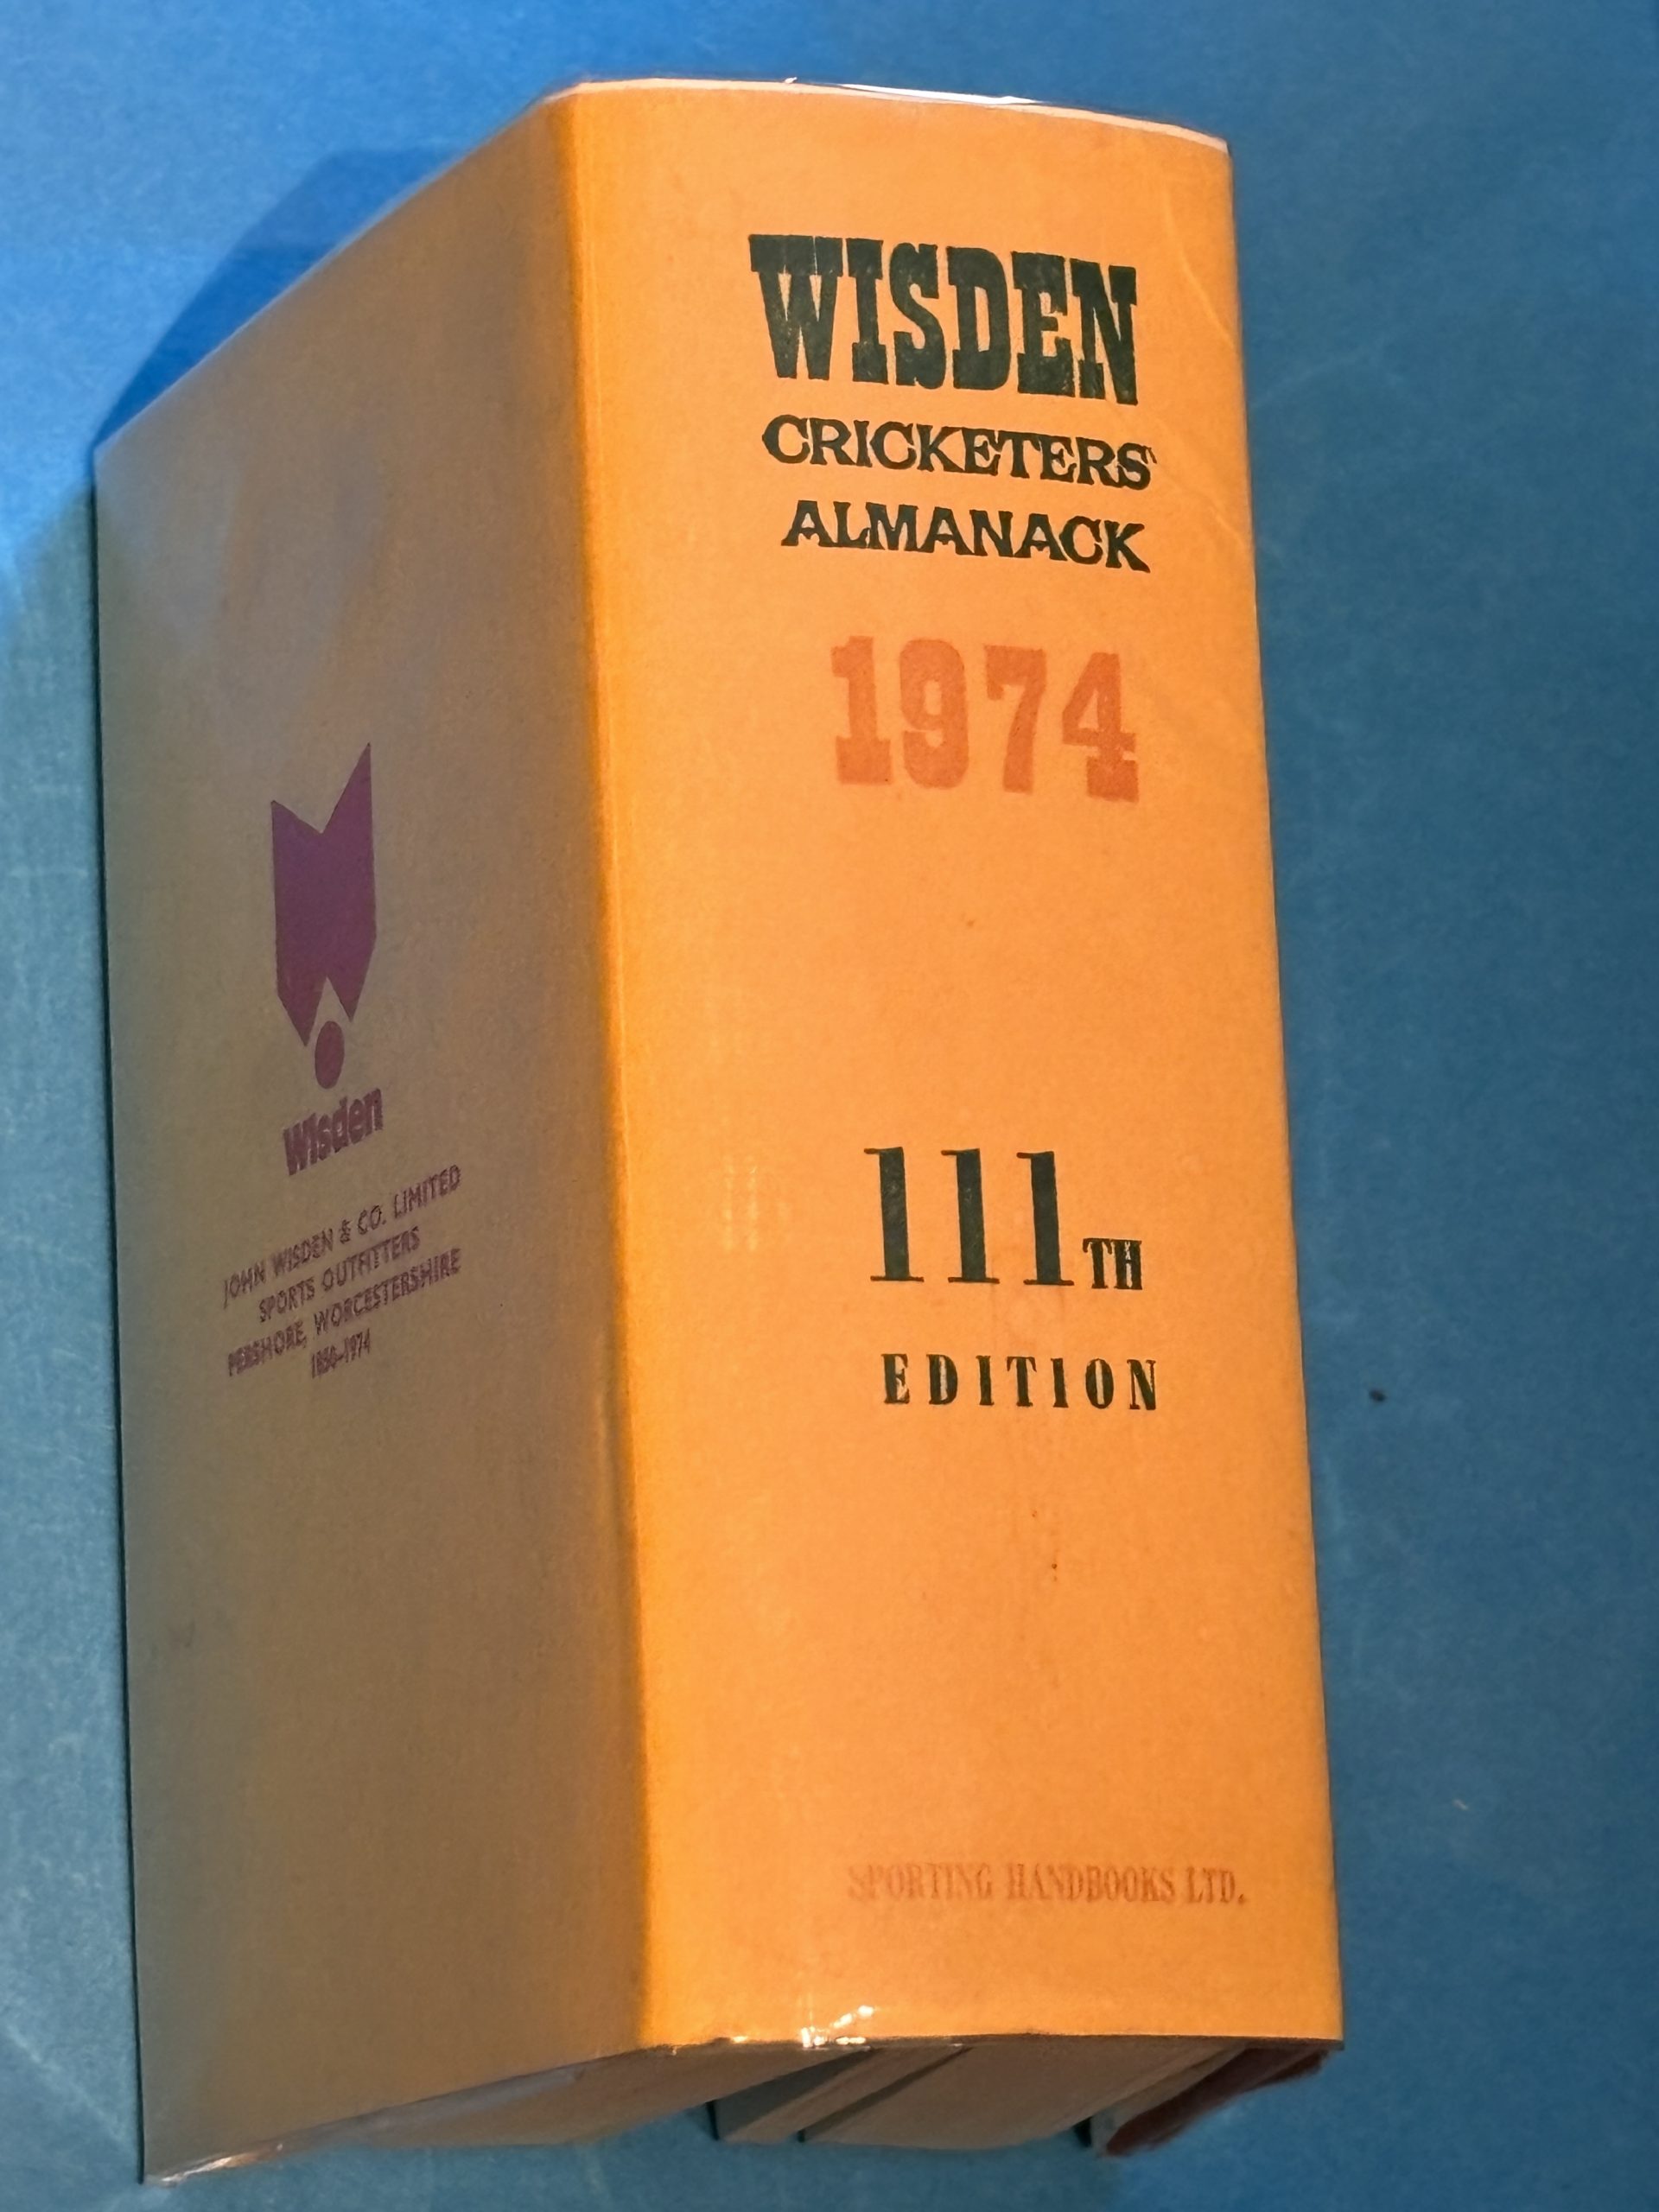 WISDEN
CRICKETERS'
ALMANACK
1974
111TH
EDITION
SPORTING HANDBOOKS LTD.
Wisden
JOHN WISDEN & CO. LIMITED
SPORTS OUTFITTERS
PERSHORE, WORCESTERSHIRE
1850–1974